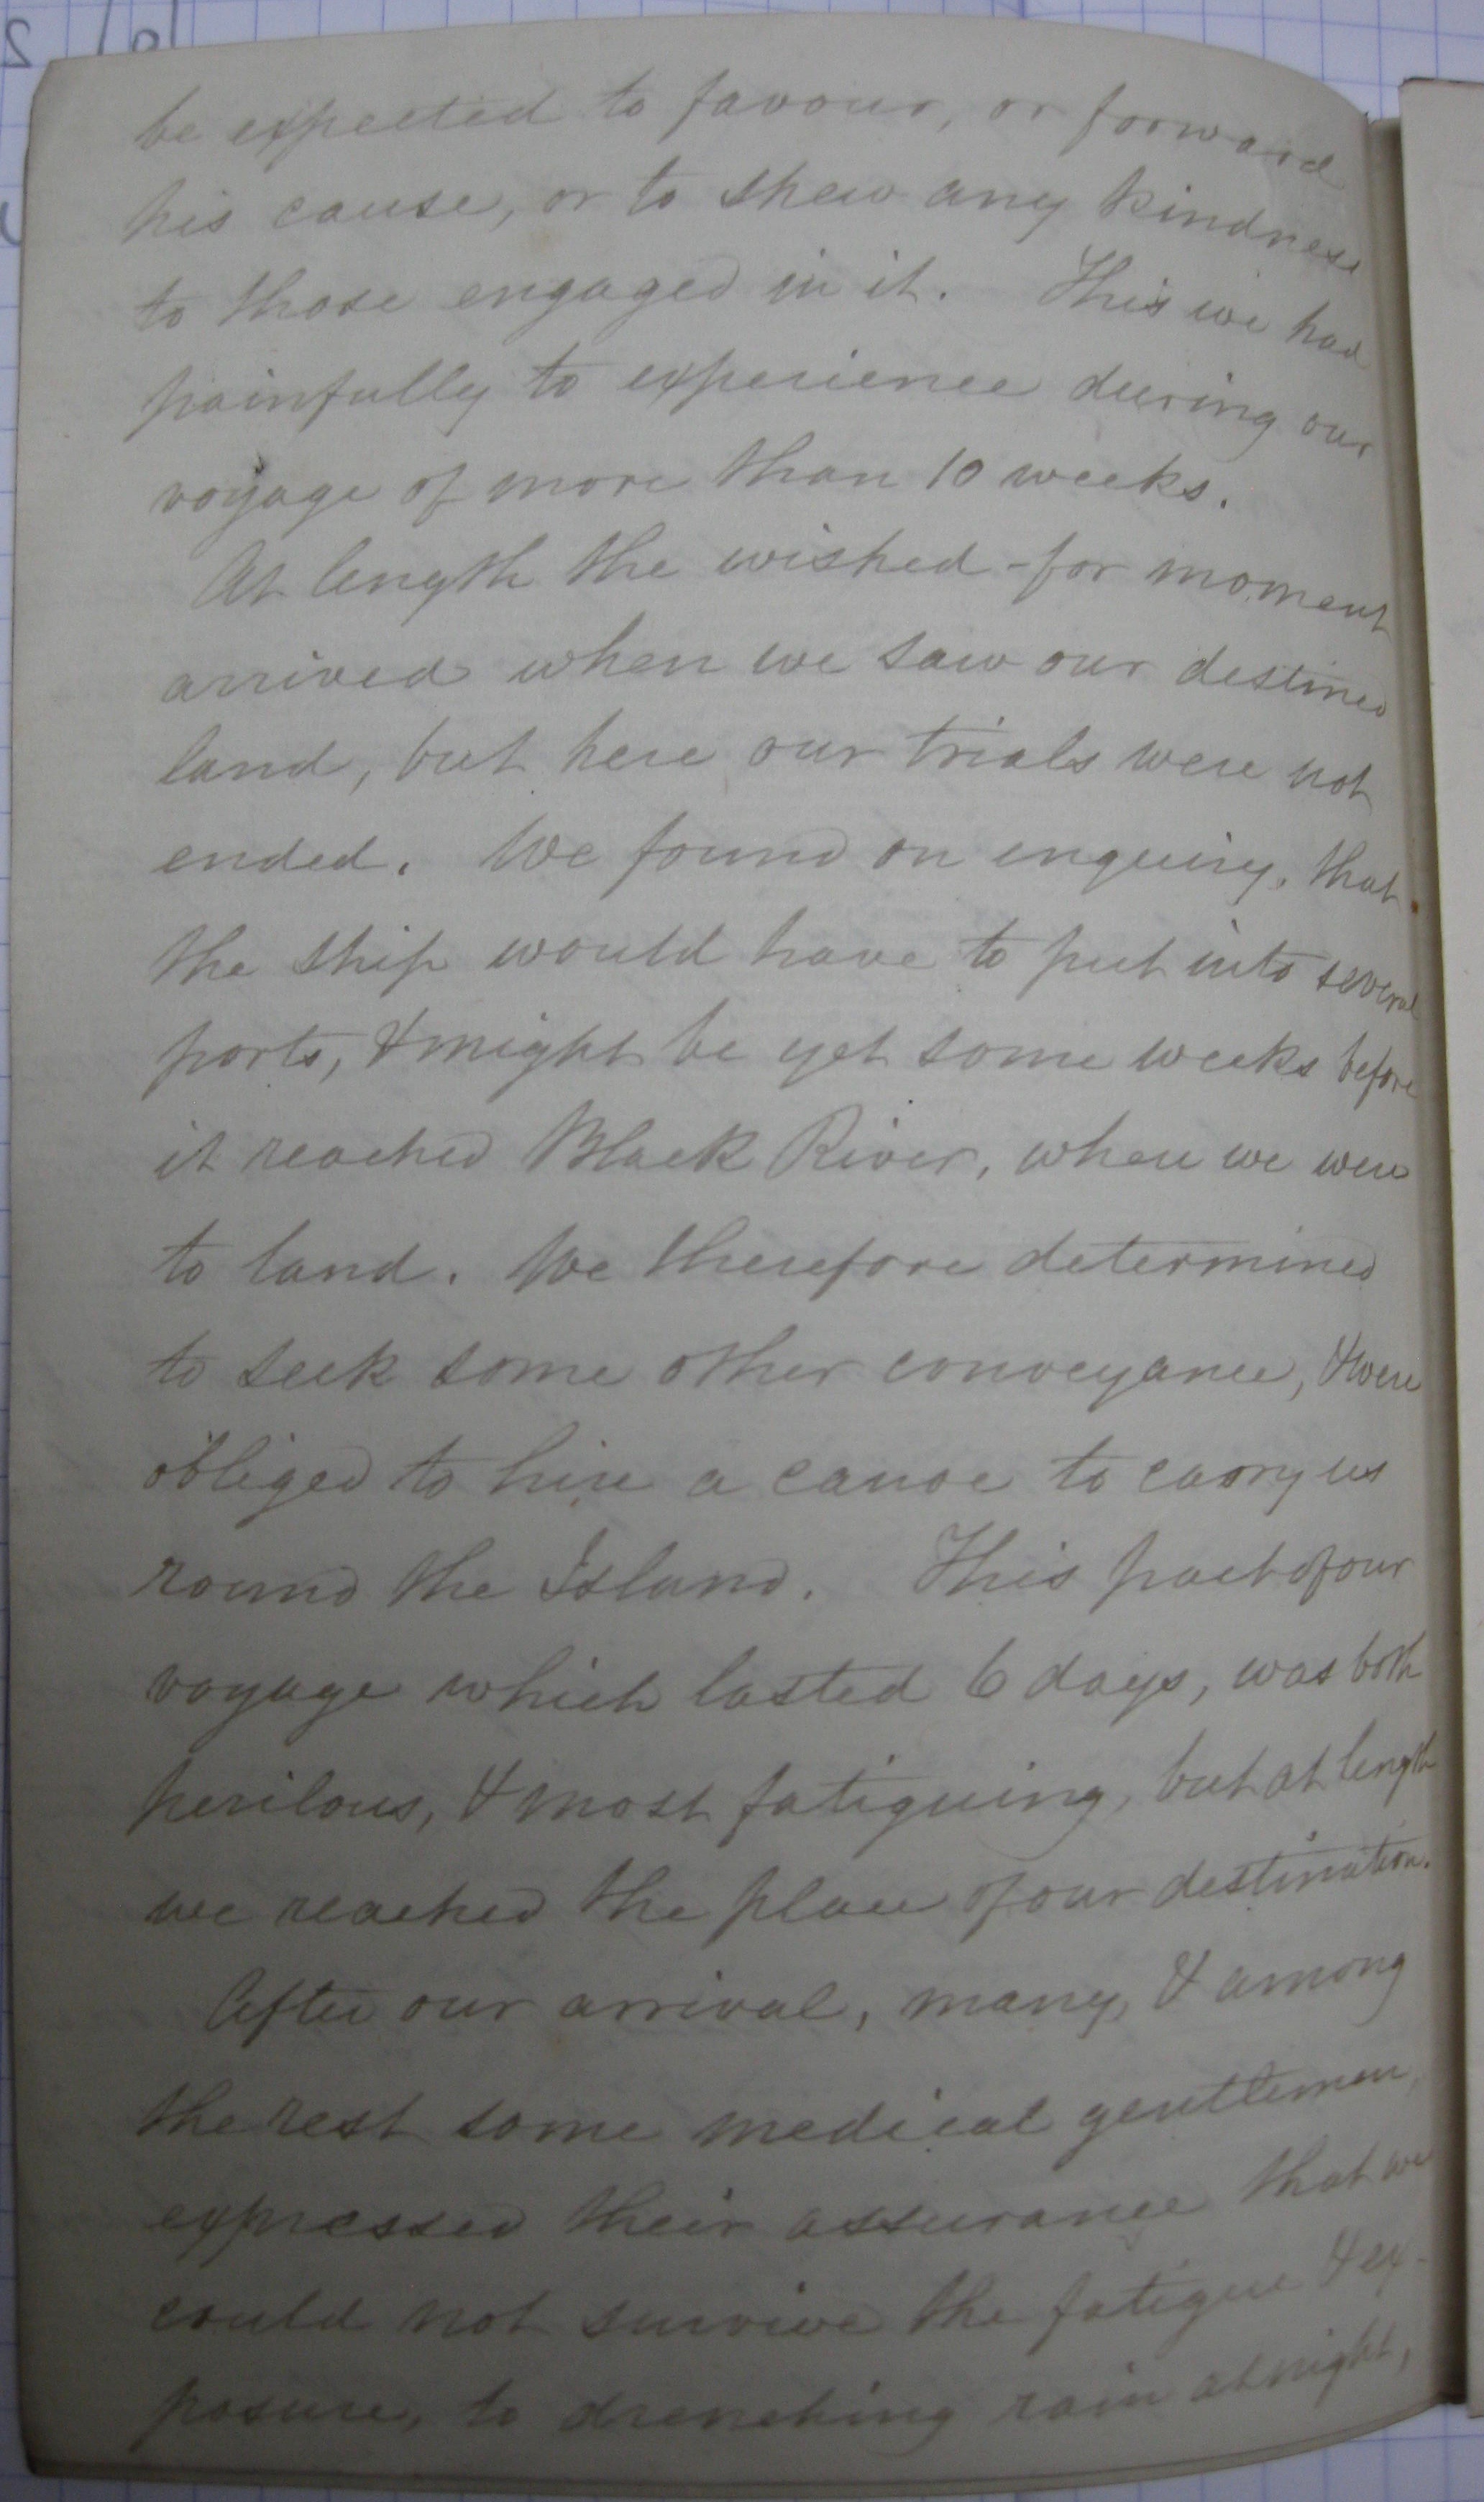 be expected to favour, or forward
his cause, or to shew any kindness
to those engaged in it. This we had
painfully to experience during our
voyage of more than 10 weeks.
At length the wished-for moment
arrived when we saw our destined
land, but here our trials were not
ended. We found on enquiry, that
the ship would have to put into several
ports, & might be yet some weeks before
it reached Black River, where we were
to land. We therefore determined
to seek some other conveyance, & were
obliged to hire a canoe to carry us
round the Island. This part of our
voyage which lasted 6 days, was both
perilous, & most fatiguing, but at length
we reached the place of our destination.
After our arrival, many, & among
the rest some medical gentlemen,
expressed their assurance that we
could not survive the fatigue & ex-
posure, to drenching rain at night,